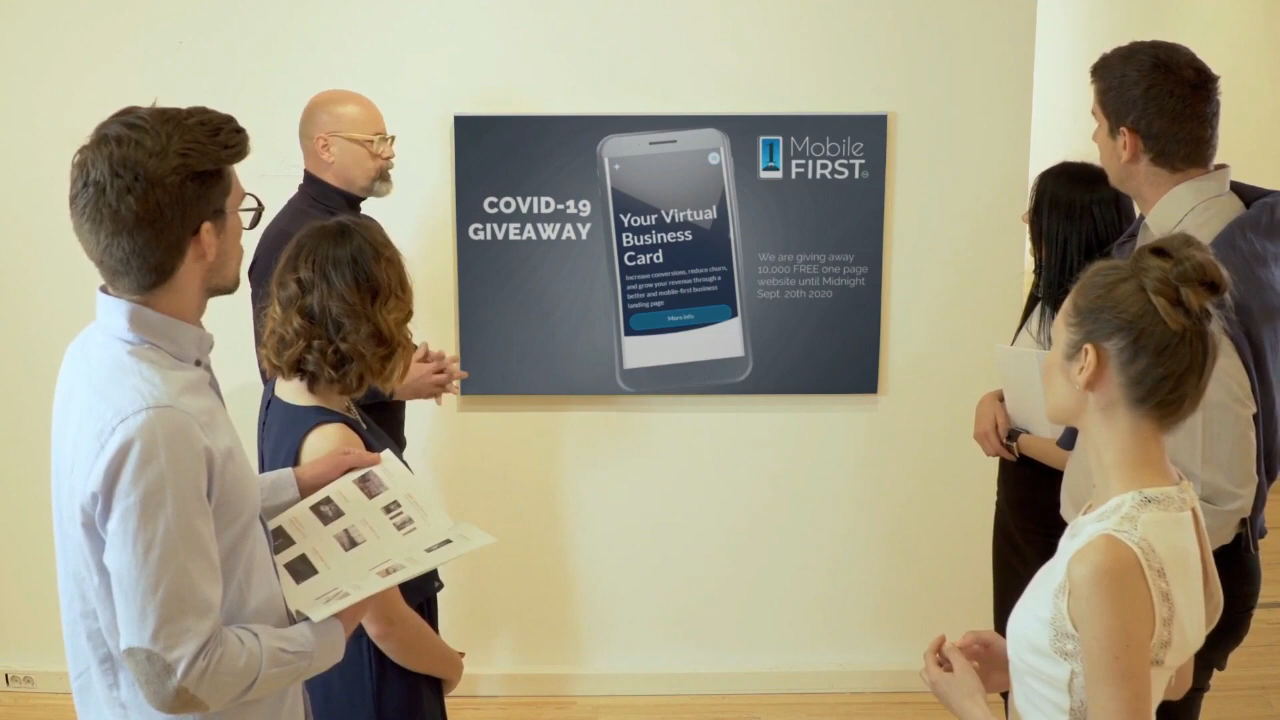 COVID-19
GIVEAWAY
Your Virtual
Business
Card
Increase conversions, reduce churn,
and grow your revenue through a
better and mobile-first business
landing page
More Info
1
Mobile
FIRST
We are giving away
10,000 FREE one page
website until Midnight
Sept. 20th 2020